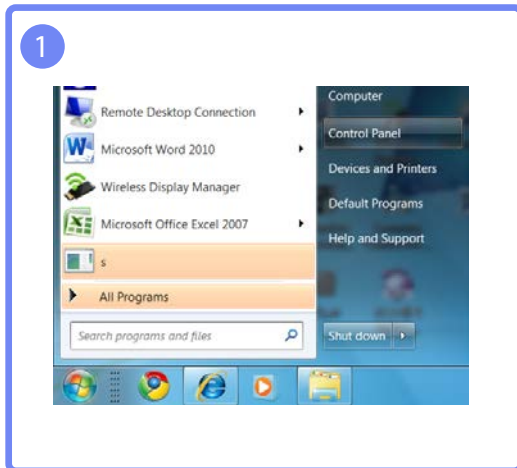 1
Remote Desktop Connection
Microsoft Word 2010
Wireless Display Manager
Microsoft Office Excel 2007
s
All Programs
Search programs and files
Computer
Control Panel
Devices and Printers
Default Programs
Help and Support
Shut down